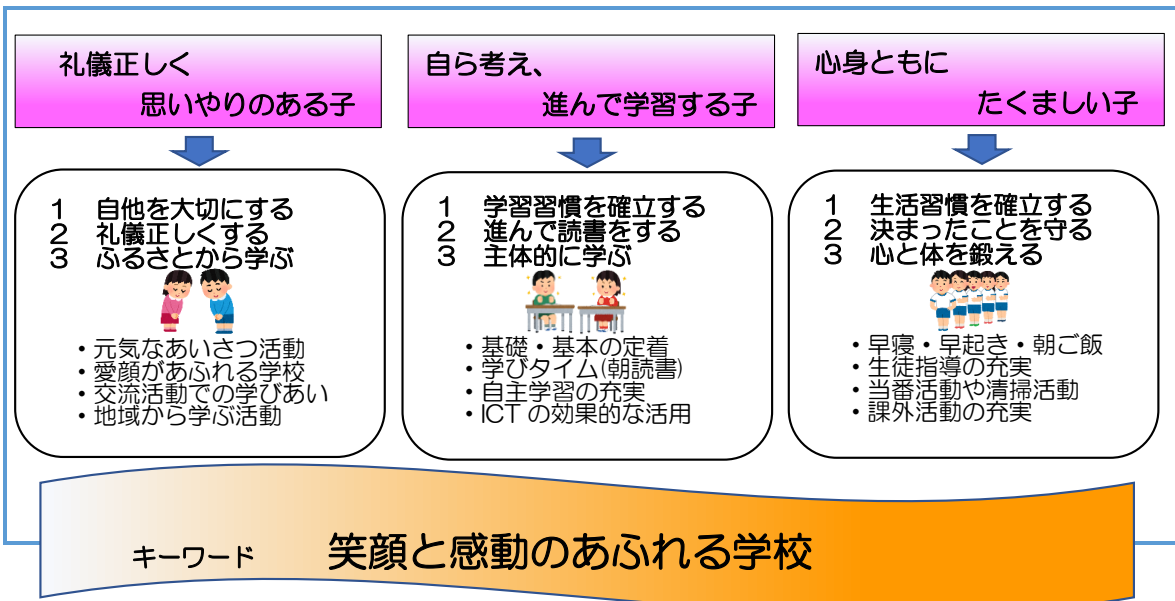 礼儀正しく
思いやりのある子
1 自他を大切にする
2 礼儀正しくする
3 ふるさとから学ぶ
・元気なあいさつ活動
・愛顔があふれる学校
・交流活動での学びあい
・地域から学ぶ活動
自ら考え、
進んで学習する子
1 学習習慣を確立する
2 進んで読書をする
3 主体的に学ぶ
・基礎・基本の定着
・学びタイム(朝読書)
・自主学習の充実
・ICTの効果的な活用
心身ともに
たくましい子
1 生活習慣を確立する
2 決まったことを守る
3 心と体を鍛える
・早寝・早起き・朝ご飯
・生徒指導の充実
・当番活動や清掃活動
・課外活動の充実
キーワード 笑顔と感動のあふれる学校